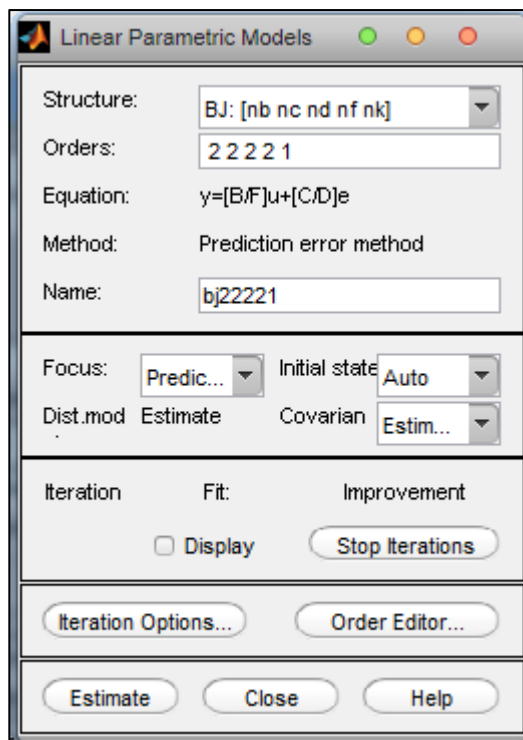 Linear Parametric Models
Structure: BJ: [nb nc nd nf nk]
Orders: 2 2 2 2 1
Equation: y=[B/F]u+[C/D]e
Method: Prediction error method
Name: bj22221
Focus: Predic... Initial state Auto
Dist.mod Estimate Covarian Estim...
Iteration Fit: Improvement
Display Stop Iterations
Iteration Options... Order Editor...
Estimate Close Help